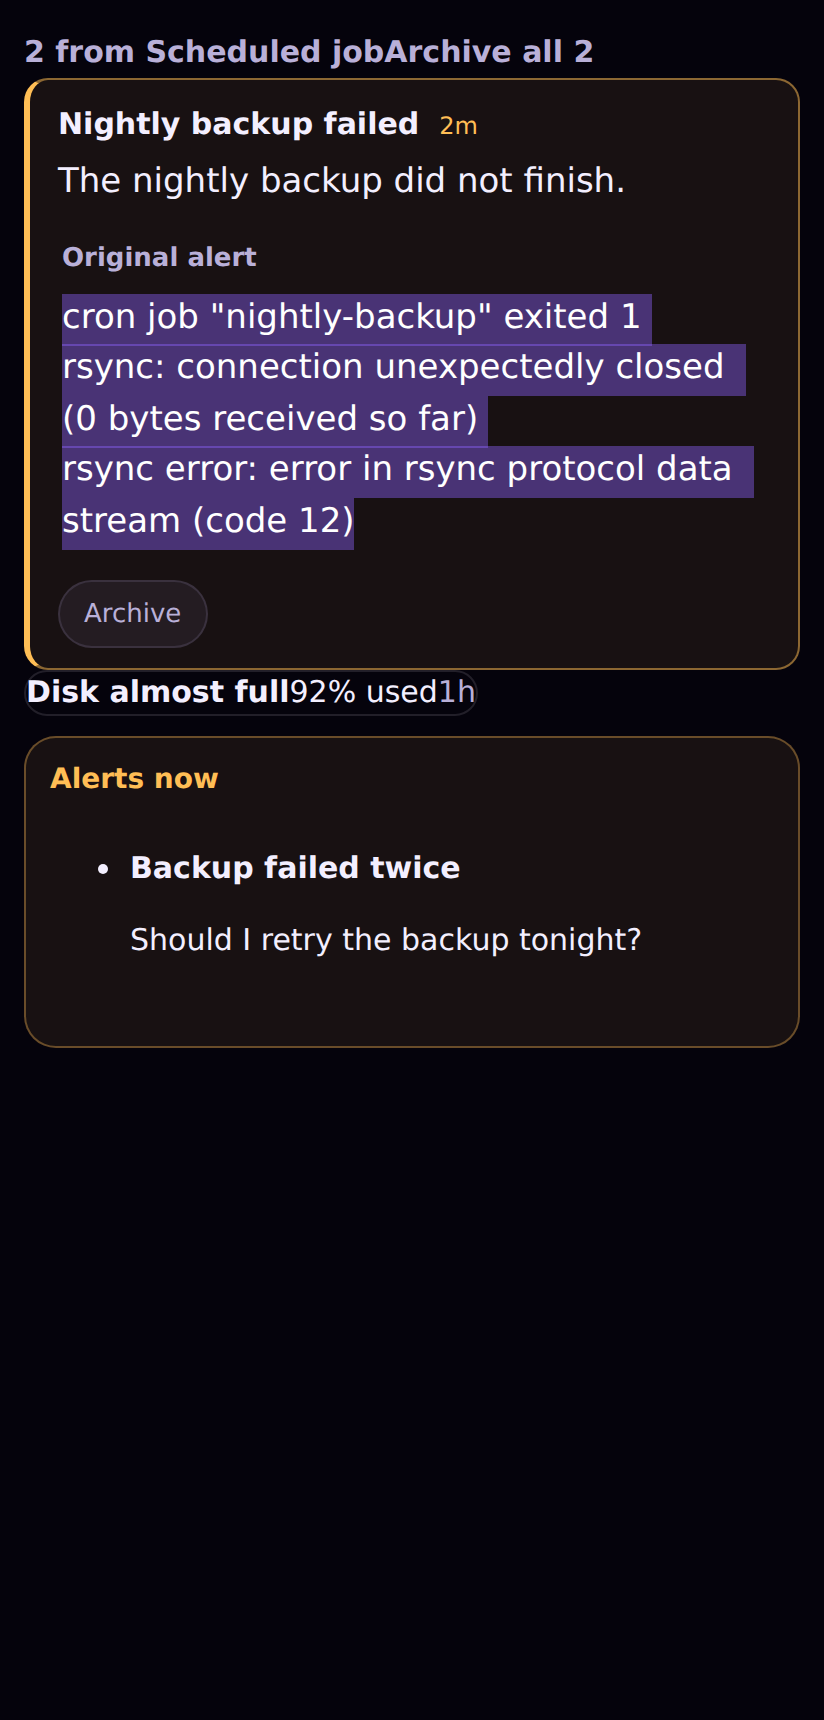 2 from Scheduled jobArchive all 2
Nightly backup failed 2m
The nightly backup did not finish.
Original alert
cron job "nightly-backup" exited 1
rsync: connection unexpectedly closed
(0 bytes received so far)
rsync error: error in rsync protocol data
stream (code 12)
Archive
Disk almost full92% used1h
Alerts now
Backup failed twice
Should I retry the backup tonight?